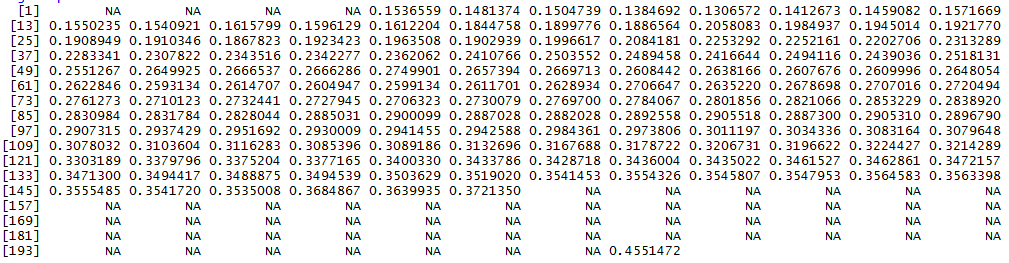 [1] NA NA NA NA 0.1536559 0.1481374 0.1504739 0.1384692 0.1306572 0.1412673 0.1459082 0.1571669
[13] 0.1550235 0.1540921 0.1615799 0.1596129 0.1612204 0.1844758 0.1899776 0.1886564 0.2058083 0.1984937 0.1945014 0.1921770
[25] 0.1908949 0.1910346 0.1867823 0.1923423 0.1963508 0.1902939 0.1996617 0.2084181 0.2253292 0.2252161 0.2202706 0.2313289
[37] 0.2283341 0.2307822 0.2343516 0.2342277 0.2362062 0.2410766 0.2503552 0.2489458 0.2416644 0.2494116 0.2439036 0.2518131
[49] 0.2551267 0.2649925 0.2666537 0.2666286 0.2749901 0.2657394 0.2669713 0.2608442 0.2638166 0.2607676 0.2609996 0.2648054
[61] 0.2622846 0.2593134 0.2614707 0.2604947 0.2599134 0.2611701 0.2628934 0.2706647 0.2635220 0.2678698 0.2707016 0.2720494
[73] 0.2761273 0.2710123 0.2732441 0.2727945 0.2706323 0.2730079 0.2769700 0.2784067 0.2801856 0.2821066 0.2853229 0.2838920
[85] 0.2830984 0.2831784 0.2828044 0.2885031 0.2900099 0.2887028 0.2882028 0.2892558 0.2905518 0.2887300 0.2905310 0.2896790
[97] 0.2907315 0.2937429 0.2951692 0.2930009 0.2941455 0.2942588 0.2984361 0.2973806 0.3011197 0.3034336 0.3083164 0.3079648
[109] 0.3078032 0.3103604 0.3116283 0.3085396 0.3089186 0.3132696 0.3167688 0.3178722 0.3206731 0.3196622 0.3224427 0.3214289
[121] 0.3303189 0.3379796 0.3375204 0.3377165 0.3400330 0.3433786 0.3428718 0.3436004 0.3435022 0.3461527 0.3462861 0.3472157
[133] 0.3471300 0.3494417 0.3488875 0.3494539 0.3503629 0.3519020 0.3541453 0.3554326 0.3545807 0.3547953 0.3564583 0.3563398
[145] 0.3555485 0.3541720 0.3535008 0.3684867 0.3639935 0.3721350 NA NA NA NA NA NA
[157] NA NA NA NA NA NA NA NA NA NA NA NA
[169] NA NA NA NA NA NA NA NA NA NA NA NA
[181] NA NA NA NA NA NA NA NA NA NA NA NA
[193] NA NA NA NA NA NA NA 0.4551472